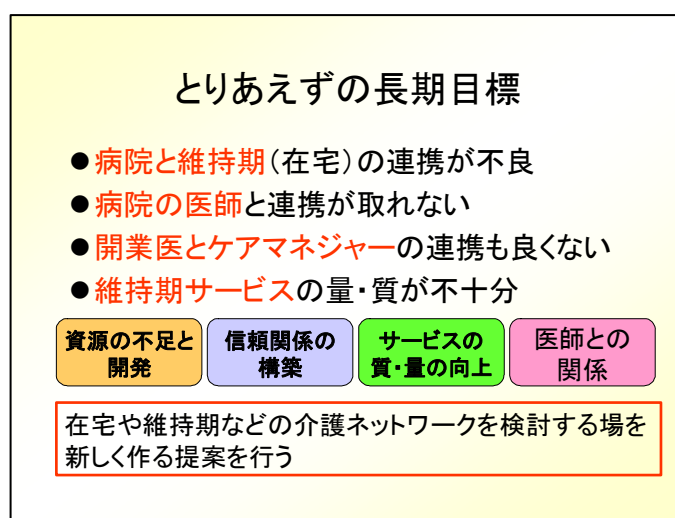 とりあえずの長期目標
●病院と維持期(在宅)の連携が不良
●病院の医師と連携が取れない
●開業医とケアマネジャーの連携も良くない
●維持期サービスの量・質が不十分
資源の不足と
開発
信頼関係の
構築
サービスの
質・量の向上
医師との
関係
在宅や維持期などの介護ネットワークを検討する場を
新しく作る提案を行う